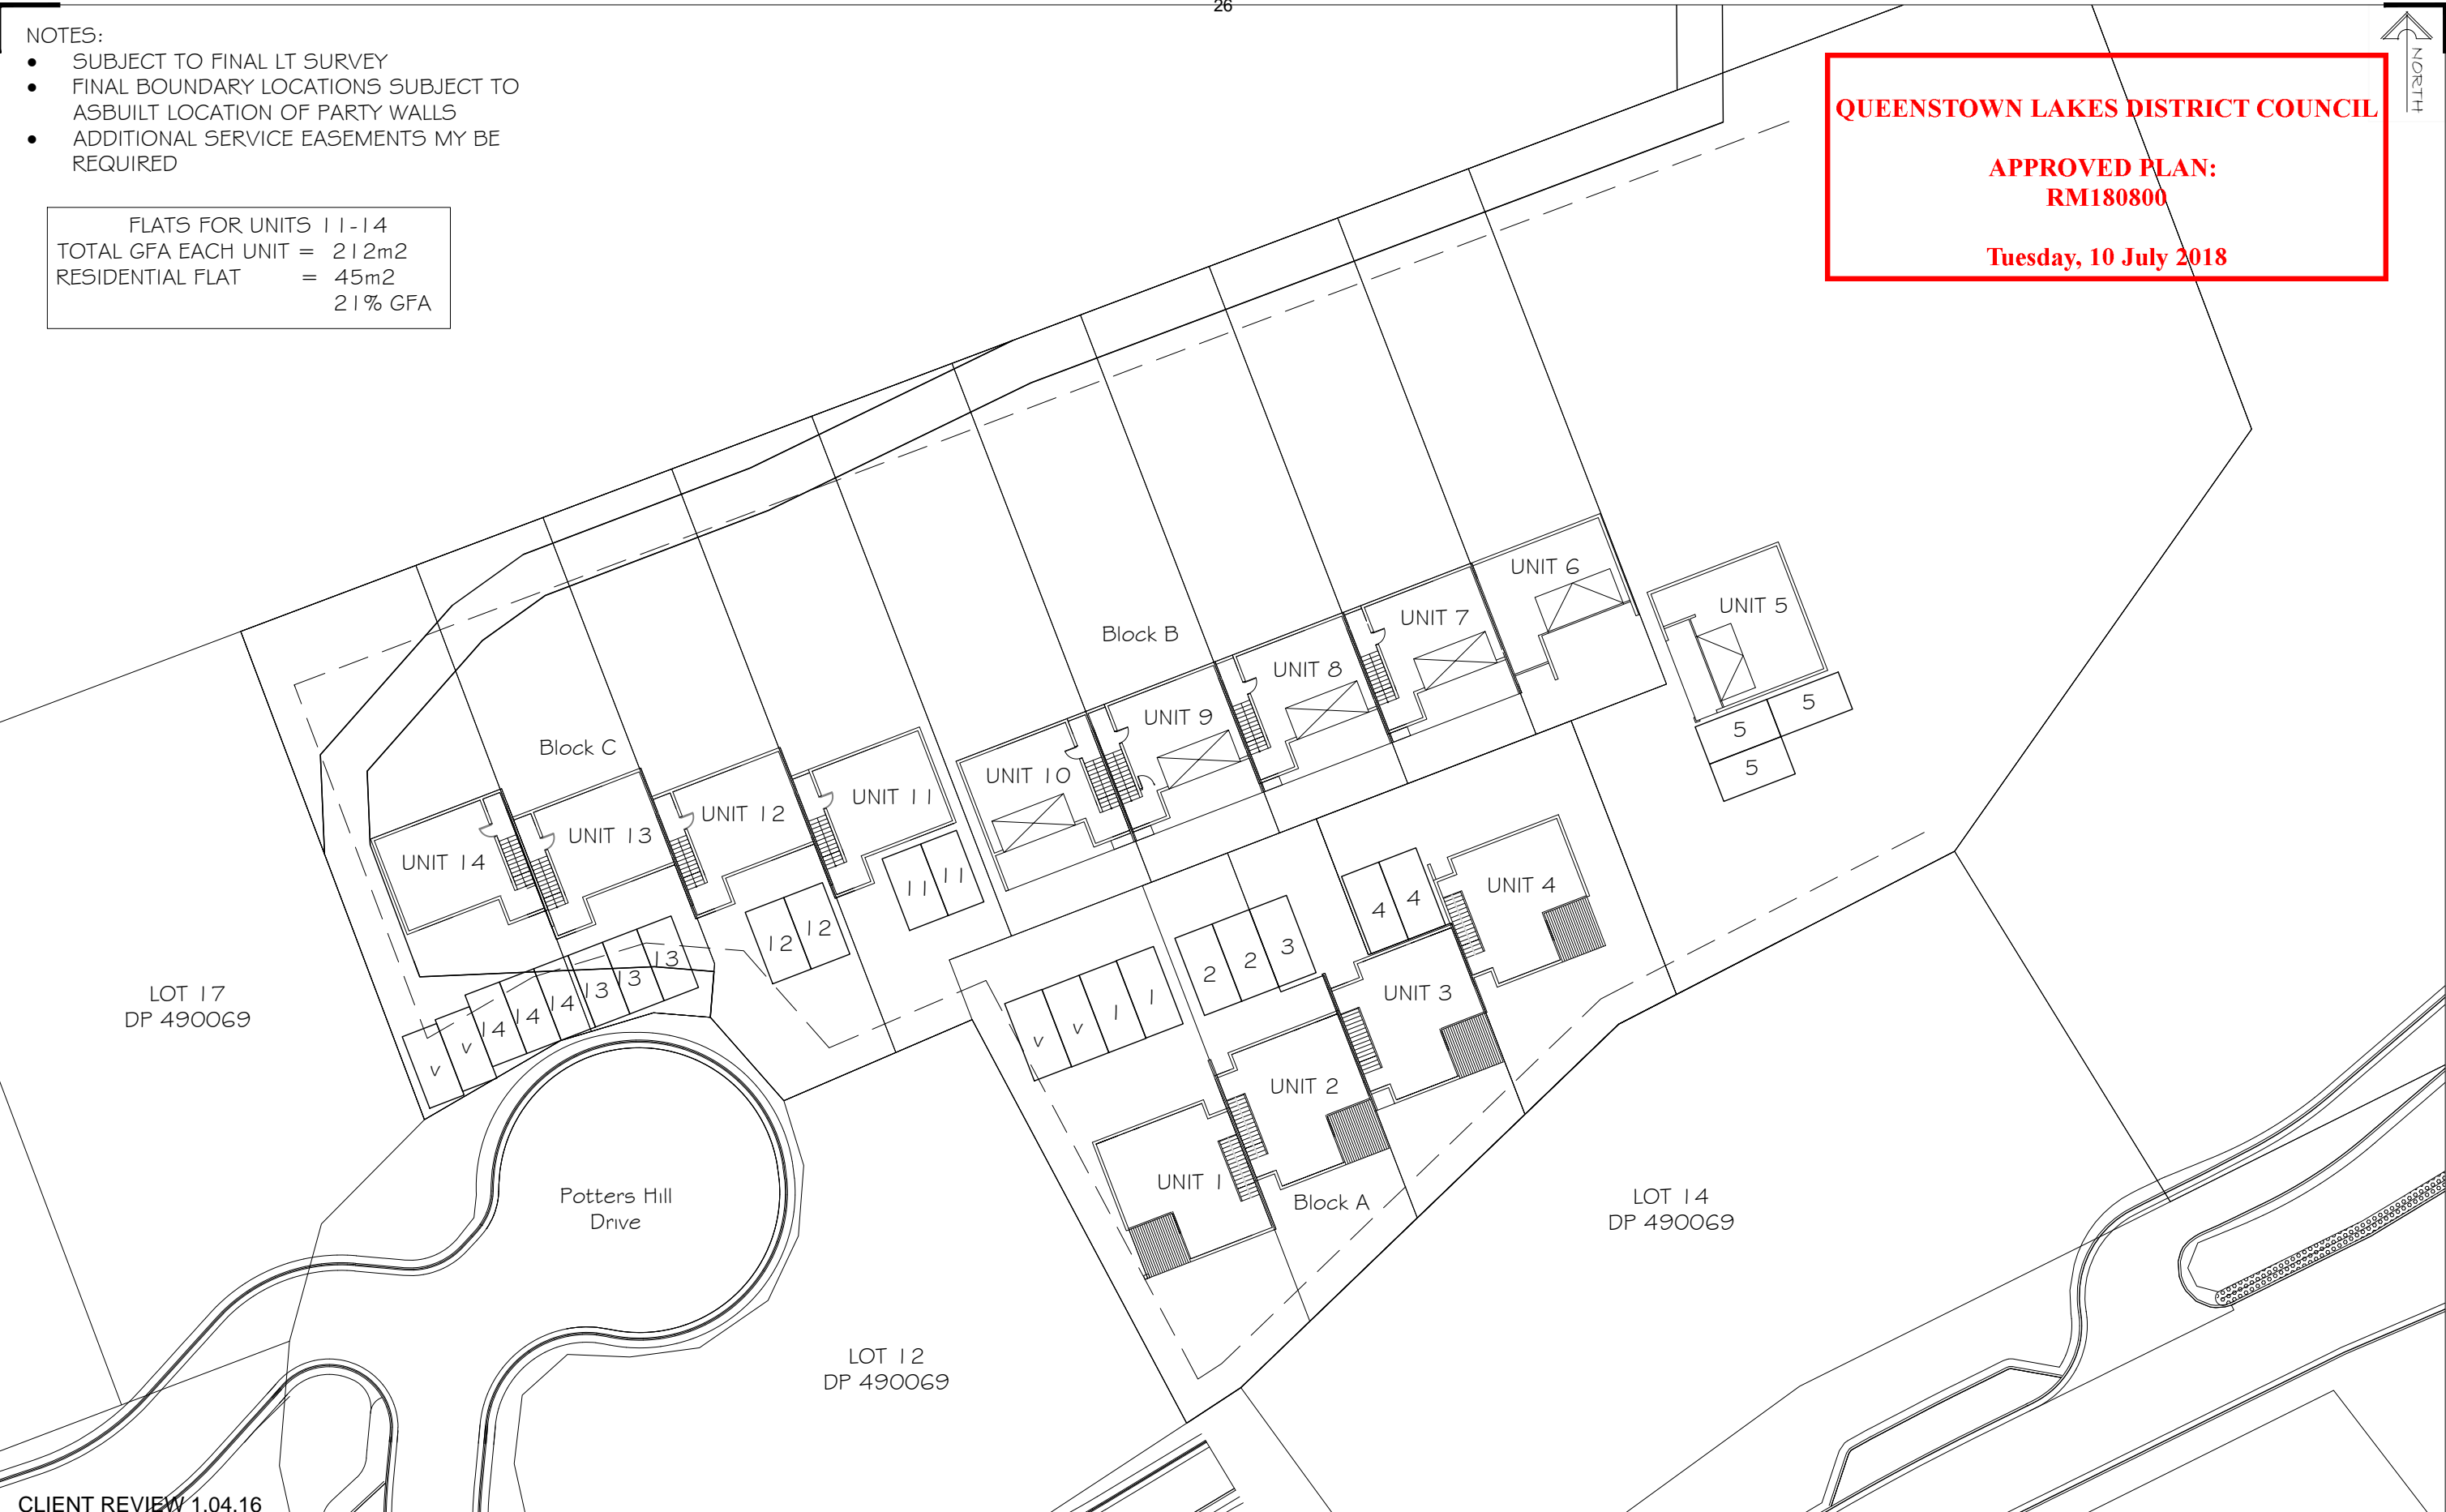 26
NOTES:
• SUBJECT TO FINAL LT SURVEY
• FINAL BOUNDARY LOCATIONS SUBJECT TO
ASBUILT LOCATION OF PARTY WALLS
• ADDITIONAL SERVICE EASEMENTS MY BE
REQUIRED
FLATS FOR UNITS 11-14
TOTAL GFA EACH UNIT = 212m2
RESIDENTIAL FLAT = 45m2
21% GFA
QUEENSTOWN LAKES DISTRICT COUNCIL
APPROVED PLAN:
RM180800
Tuesday, 10 July 2018
NORTH
UNIT 6
UNIT 5
UNIT 7
Block B
UNIT 8
UNIT 9
5
5
5
Block C
UNIT 10
UNIT 11
UNIT 12
UNIT 13
UNIT 14
11
11
12
12
13
13
13
14
14
14
v
v
4
4
UNIT 4
3
2
2
UNIT 3
1
1
v
v
UNIT 2
UNIT 1
Block A
LOT 17
DP 490069
Potters Hill
Drive
LOT 14
DP 490069
LOT 12
DP 490069
CLIENT REVIEW 1.04.16